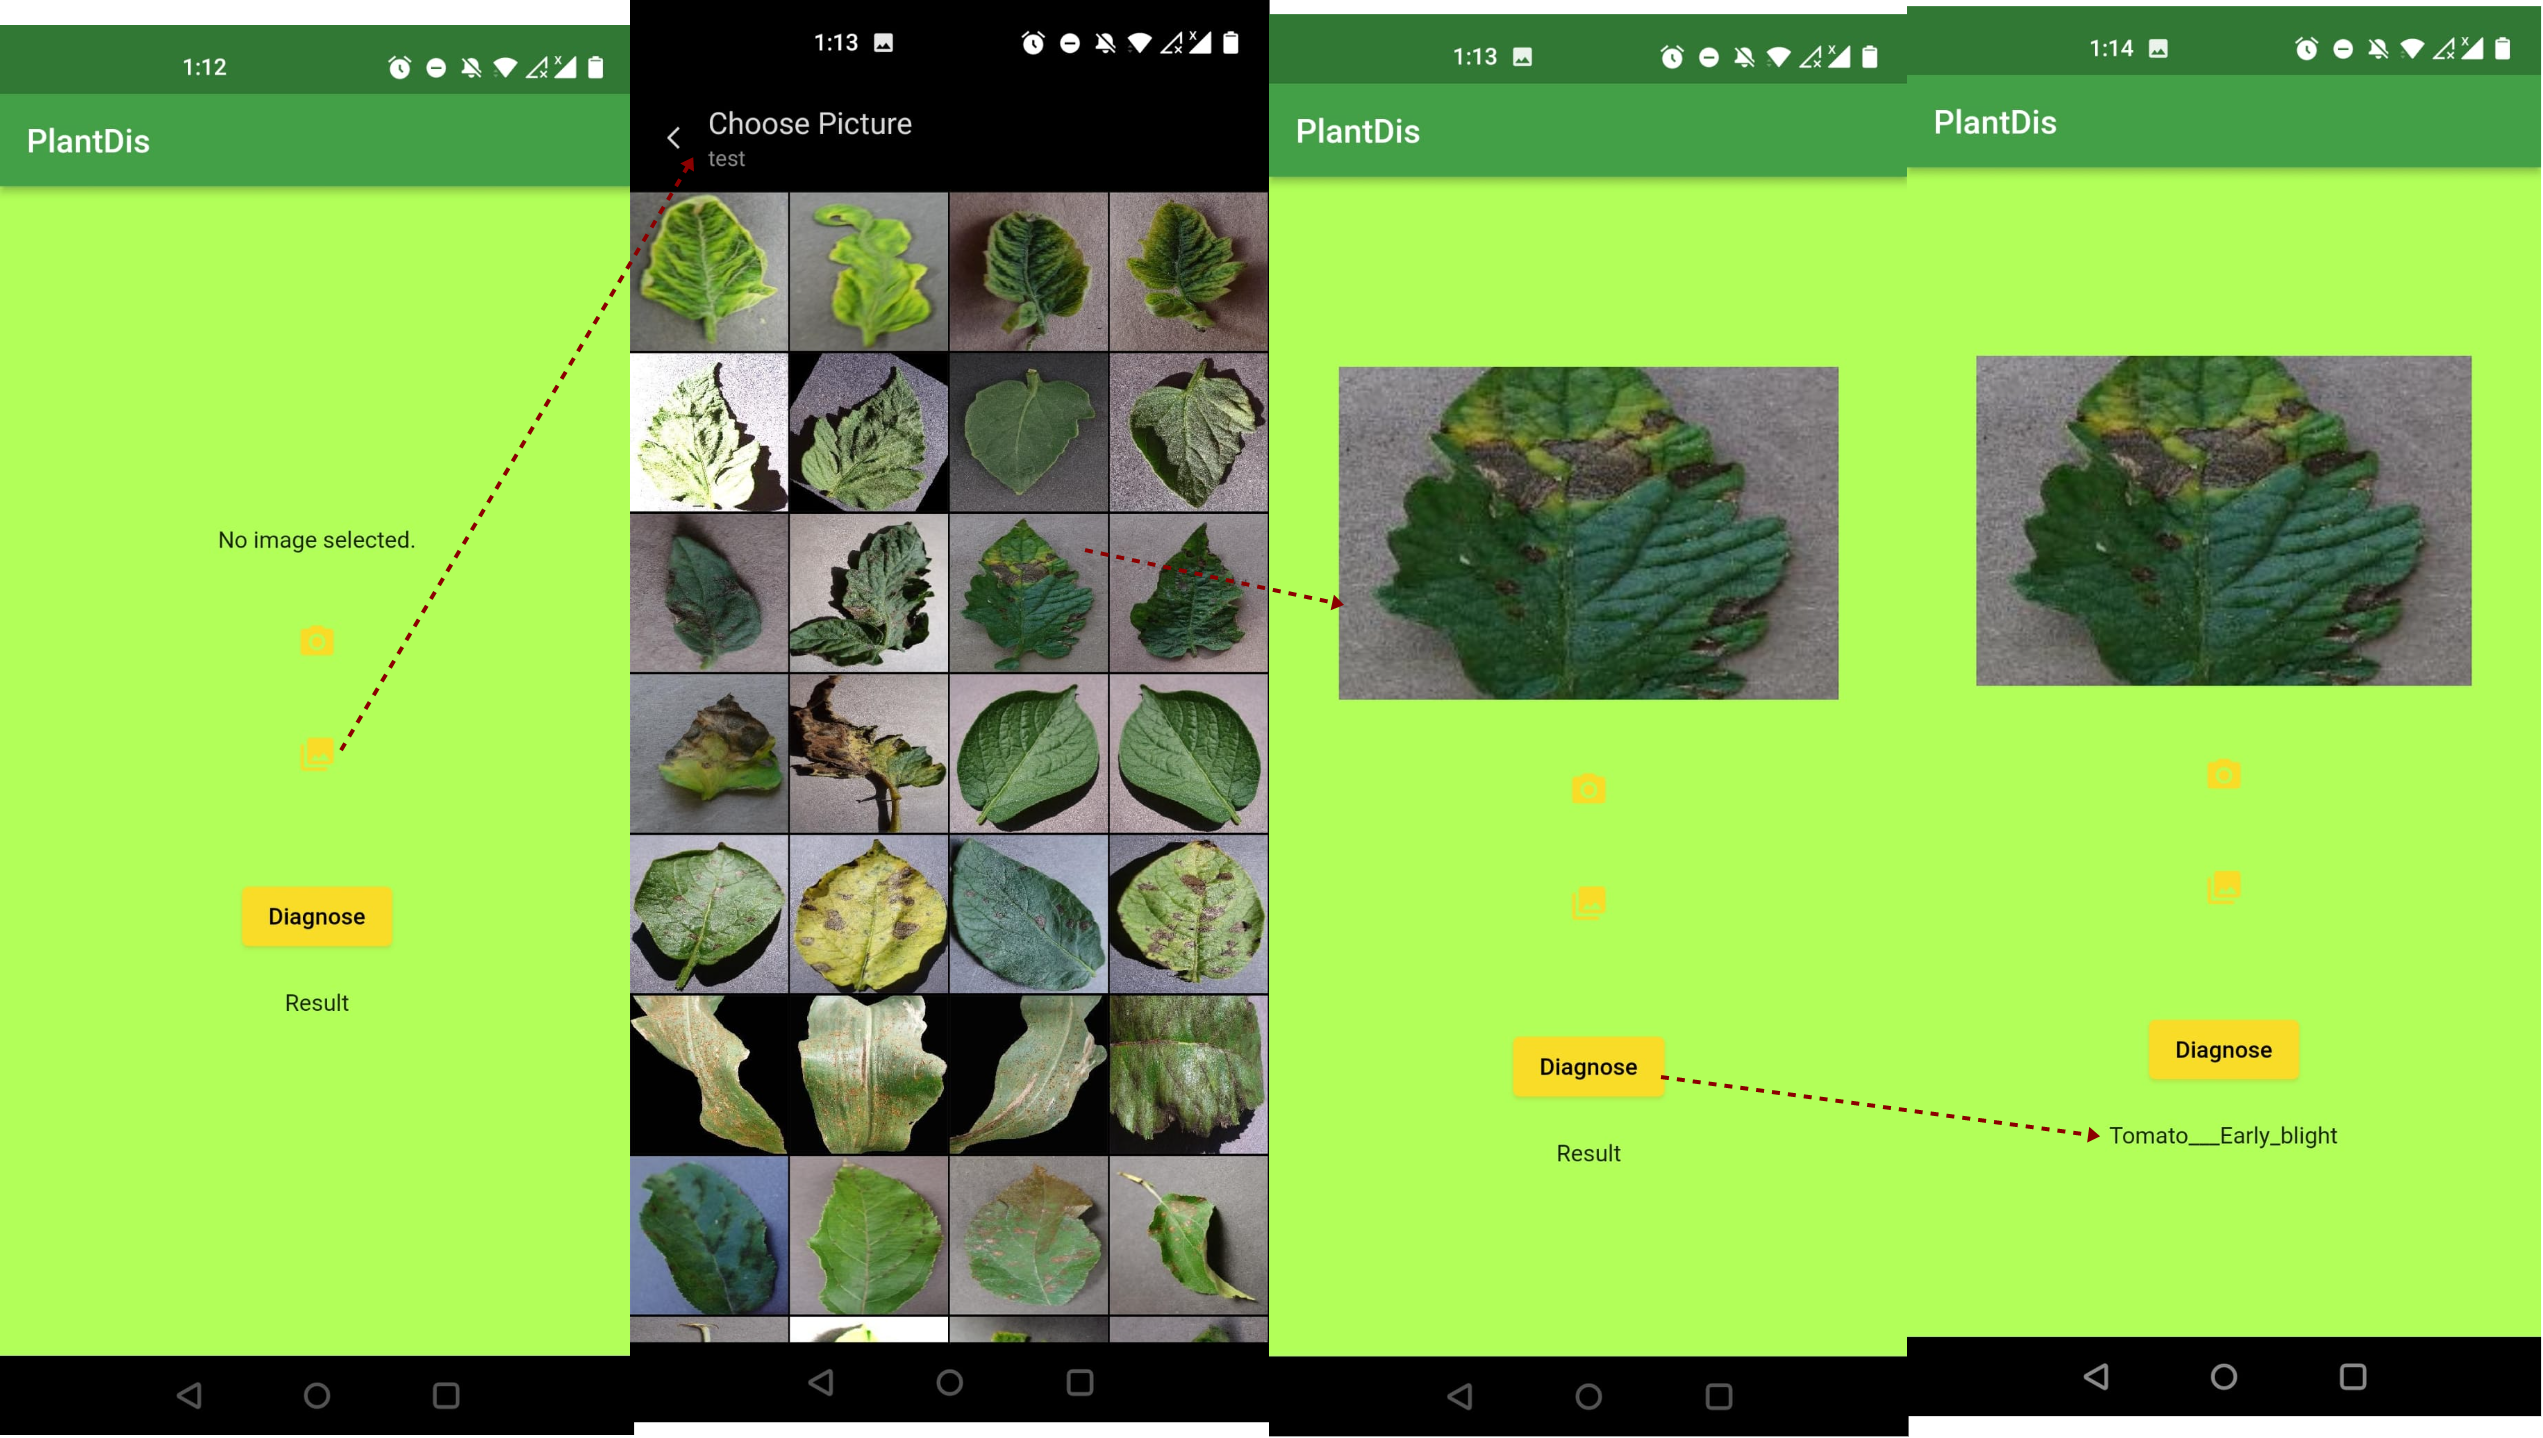 1:12
PlantDis
No image selected.
Diagnose
Result
1:13
Choose Picture
test
1:13
PlantDis
Diagnose
Result
1:14
PlantDis
Diagnose
Tomato___Early_blight